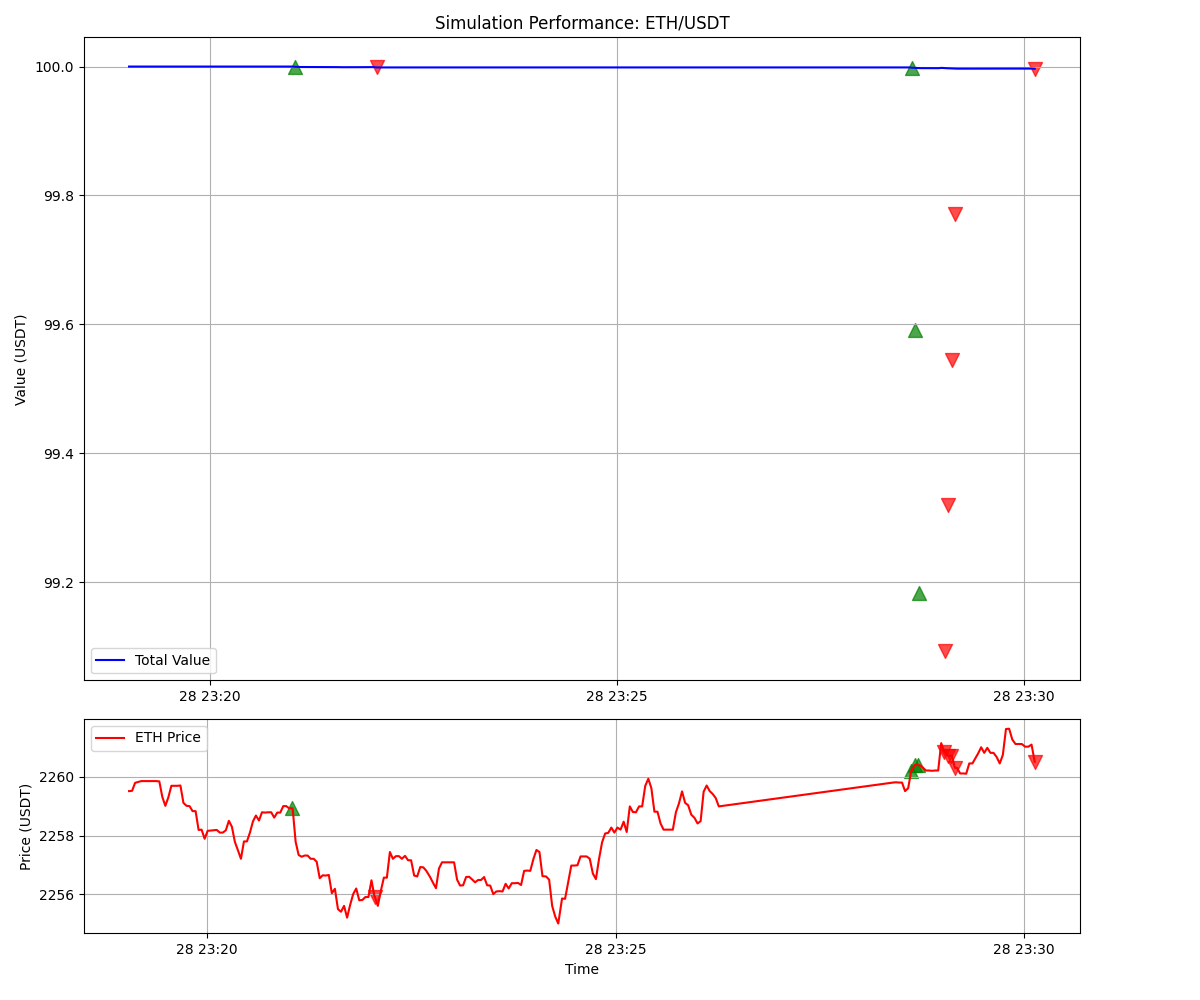 Simulation Performance: ETH/USDT
100.0
99.8
99.6
99.4
99.2
Value (USDT)
Total Value
28 23:20
28 23:25
28 23:30
ETH Price
2260
2258
2256
Price (USDT)
28 23:20
28 23:25
28 23:30
Time